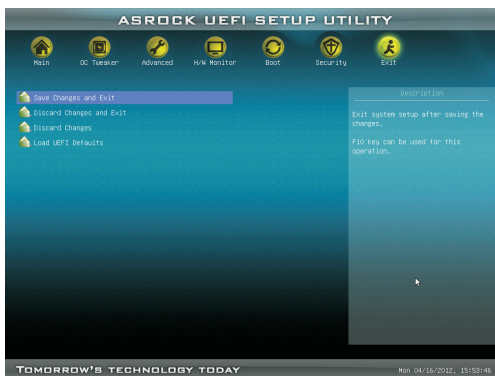 ASROCK UEFI SETUP UTILITY
Main OC Tweaker Advanced H/W Monitor Boot Security Exit
Save Changes and Exit
Discard Changes and Exit
Discard Changes
Load UEFI Defaults
Description
Exit system setup after saving the
changes.
F10 key can be used for this
operation.
TOMORROW'S TECHNOLOGY TODAY
Mon 04/16/2012, 15:53:46